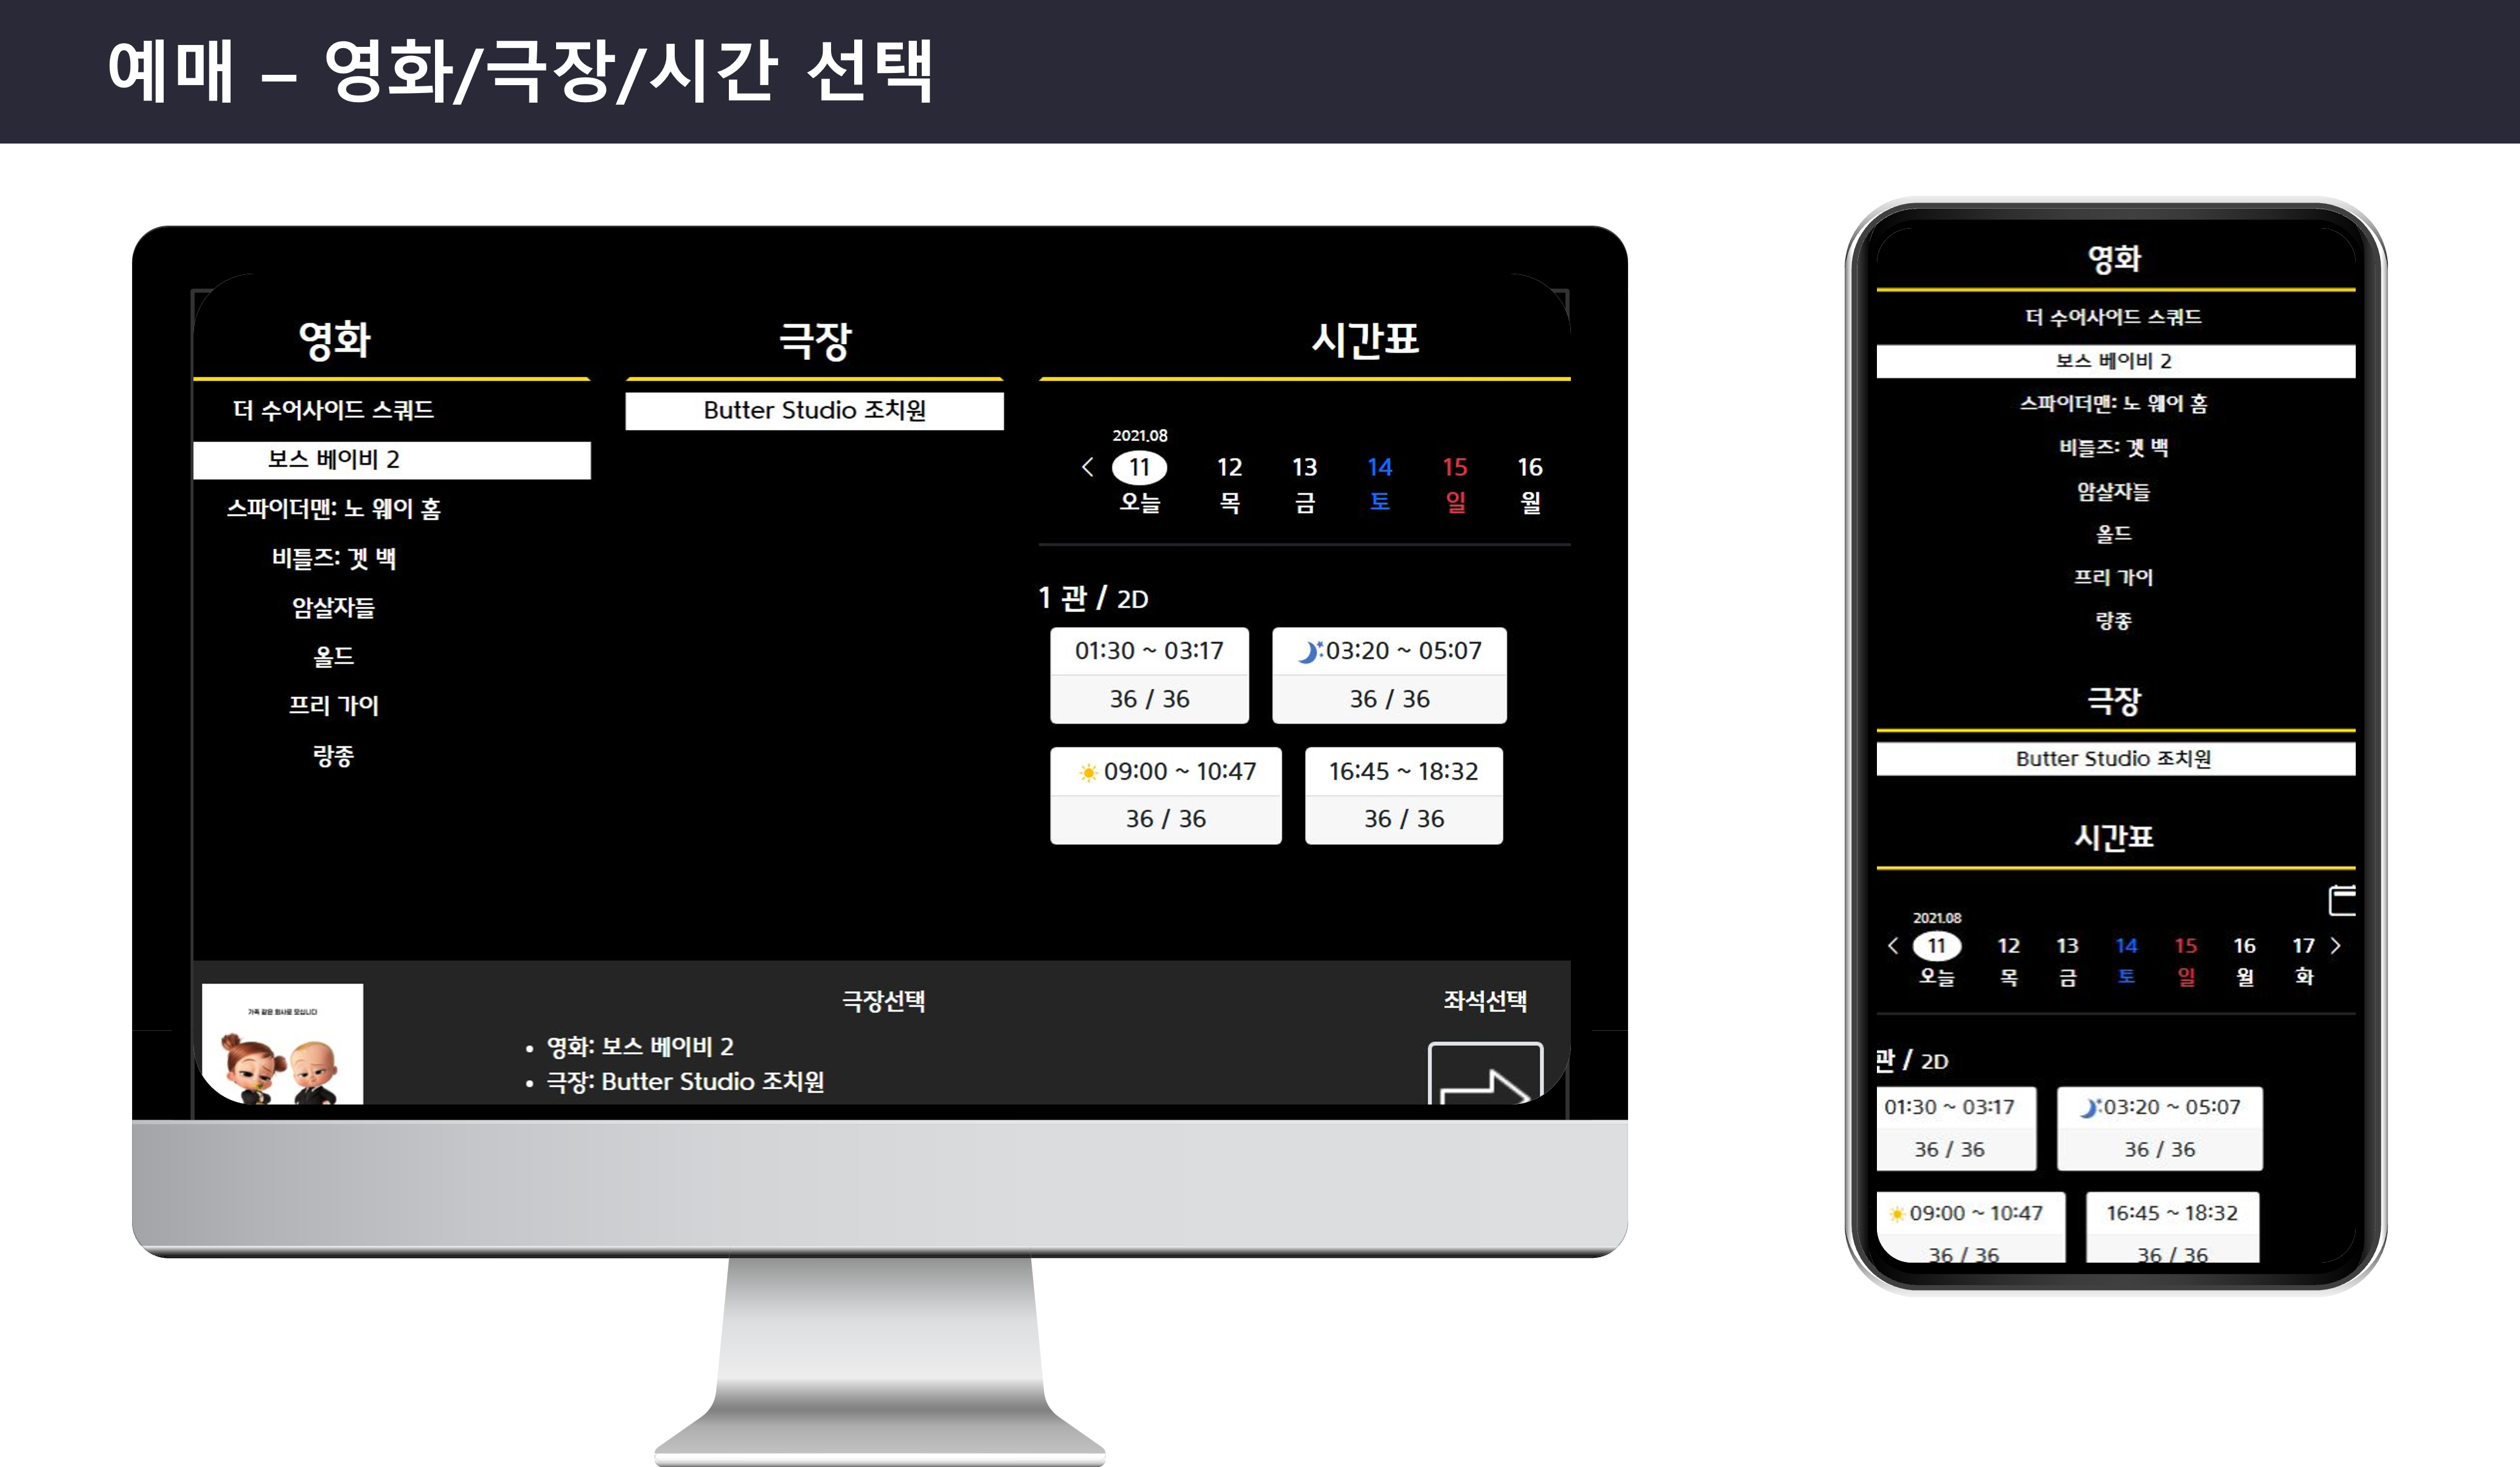 예매 – 영화/극장/시간 선택
영화
더 수어사이드 스쿼드
보스 베이비 2
스파이더맨: 노 웨이 홈
비틀즈: 겟 백
암살자들
올드
프리 가이
랑종
극장
Butter Studio 조치원
시간표
2021.08
11 12 13 14 15 16
오늘 목 금 토 일 월
1 관 / 2D
01:30 ~ 03:17 03:20 ~ 05:07
36 / 36 36 / 36
09:00 ~ 10:47 16:45 ~ 18:32
36 / 36 36 / 36
가족 같은 회사로 모십니다
극장선택
• 영화: 보스 베이비 2
• 극장: Butter Studio 조치원
좌석선택
영화
더 수어사이드 스쿼드
보스 베이비 2
스파이더맨: 노 웨이 홈
비틀즈: 겟 백
암살자들
올드
프리 가이
랑종
극장
Butter Studio 조치원
시간표
2021.08
11 12 13 14 15 16 17
오늘 목 금 토 일 월 화
관 / 2D
01:30 ~ 03:17 03:20 ~ 05:07
36 / 36 36 / 36
09:00 ~ 10:47 16:45 ~ 18:32
36 / 36 36 / 36